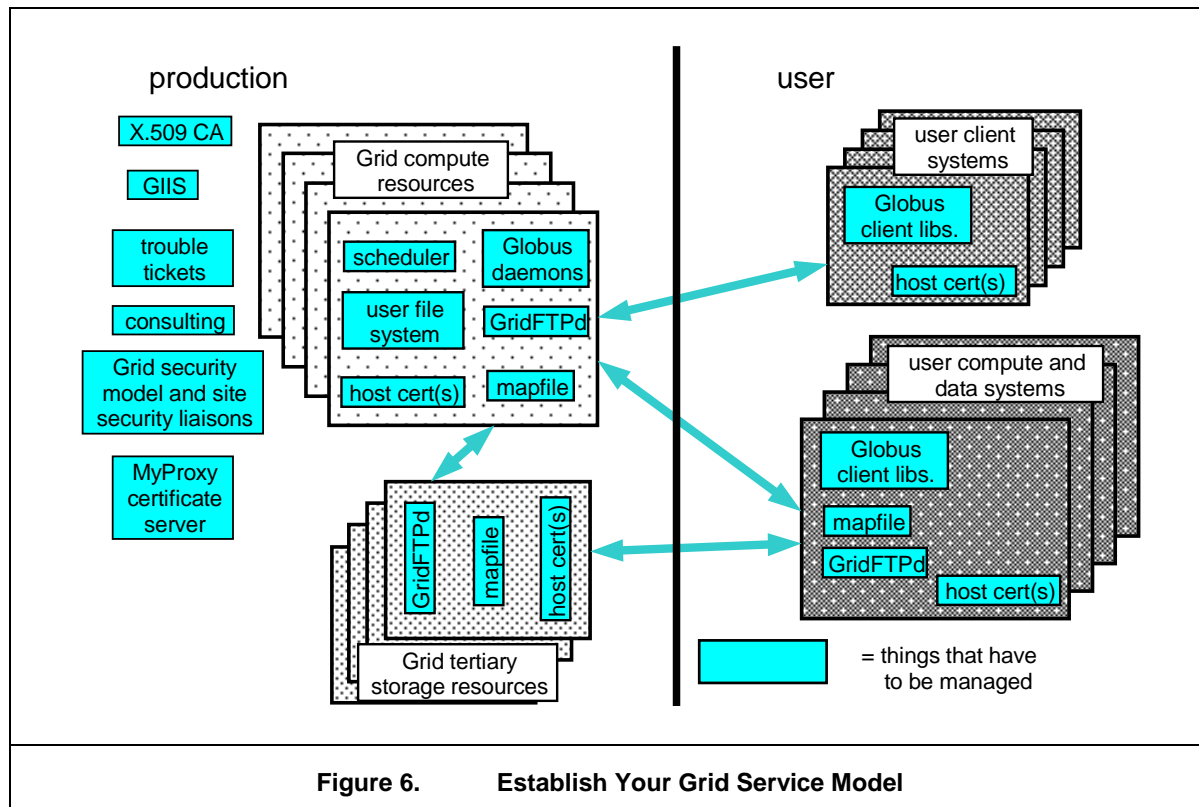 production
user
X.509 CA
GIIS
trouble
tickets
consulting
Grid security
model and site
security liaisons
MyProxy
certificate
server
Grid compute
resources
scheduler
Globus
daemons
user file
system
GridFTPd
host cert(s)
mapfile
GridFTPd
mapfile
host cert(s)
Grid tertiary
storage resources
user client
systems
Globus
client libs.
host cert(s)
user compute and
data systems
Globus
client libs.
mapfile
GridFTPd
host cert(s)
= things that have
to be managed
Figure 6. Establish Your Grid Service Model